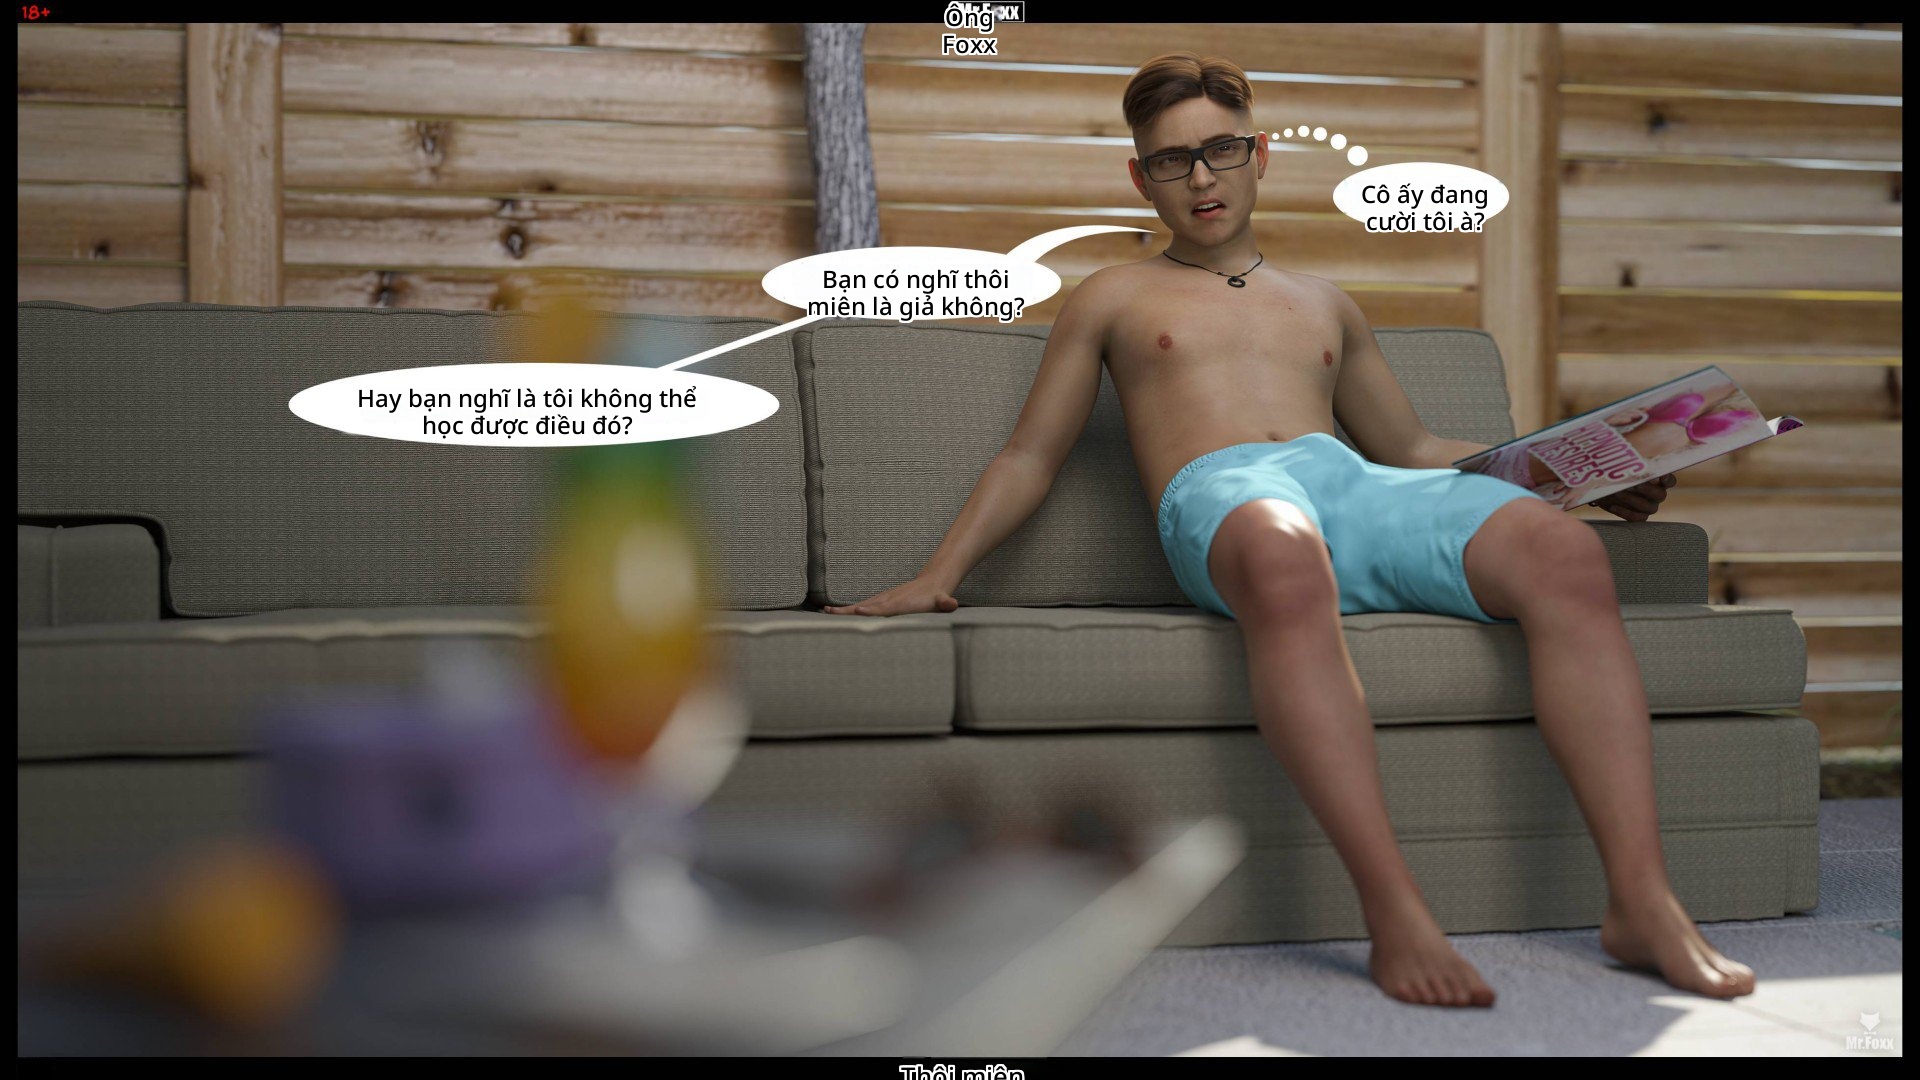 18+
Ông
Foxx
Cô ấy đang
cười tôi à?
Bạn có nghĩ thôi
miên là giả không?
Hay bạn nghĩ là tôi không thể
học được điều đó?
DESIRES
Mr.Foxx
Thôi miên